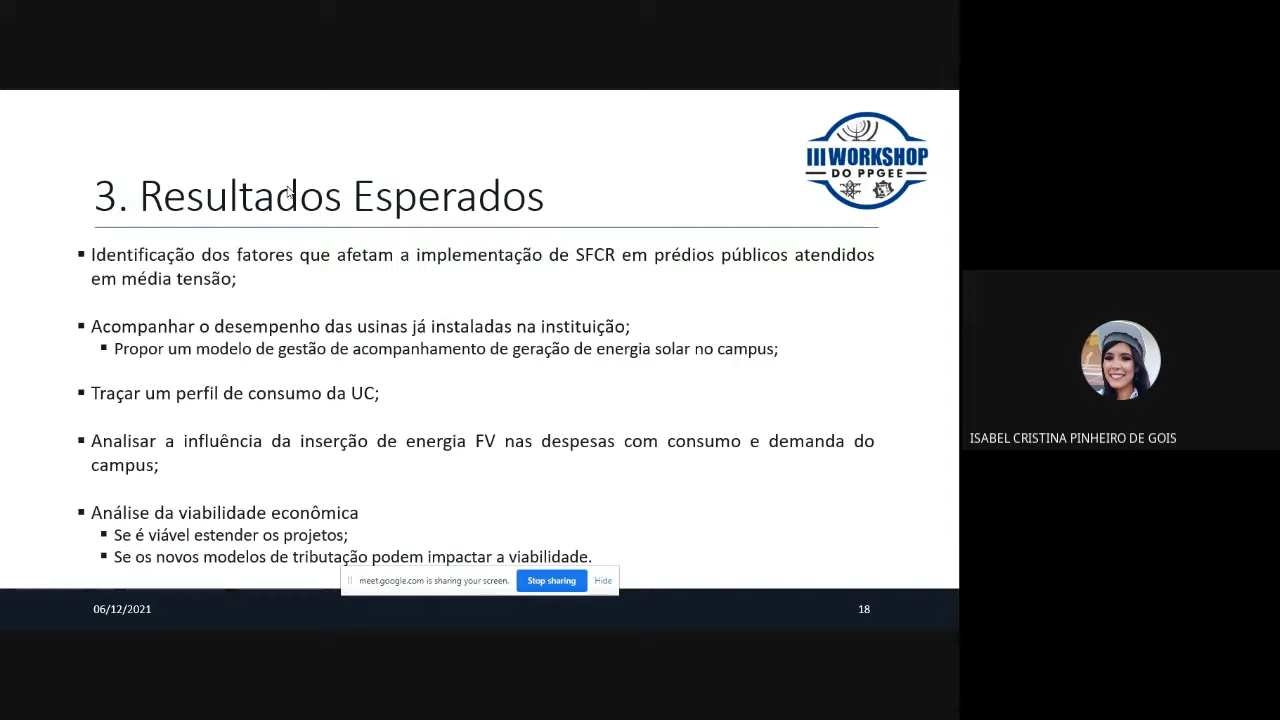 III WORKSHOP
DO PPGEE
3. Resultados Esperados
▪ Identificação dos fatores que afetam a implementação de SFCR em prédios públicos atendidos
em média tensão;
▪ Acompanhar o desempenho das usinas já instaladas na instituição;
▪ Propor um modelo de gestão de acompanhamento de geração de energia solar no campus;
▪ Traçar um perfil de consumo da UC;
▪ Analisar a influência da inserção de energia FV nas despesas com consumo e demanda do
campus;
▪ Análise da viabilidade econômica
▪ Se é viável estender os projetos;
▪ Se os novos modelos de tributação podem impactar a viabilidade.
meet.google.com is sharing your screen. Stop sharing Hide
06/12/2021 18
ISABEL CRISTINA PINHEIRO DE GOIS